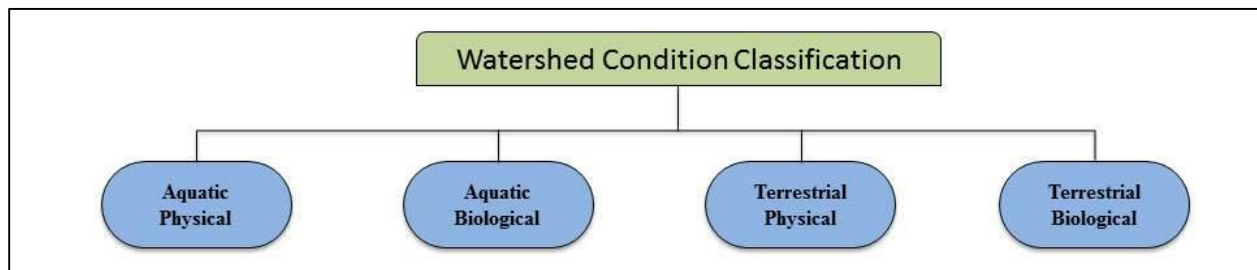 Watershed Condition Classification
Aquatic
Physical
Aquatic
Biological
Terrestrial
Physical
Terrestrial
Biological